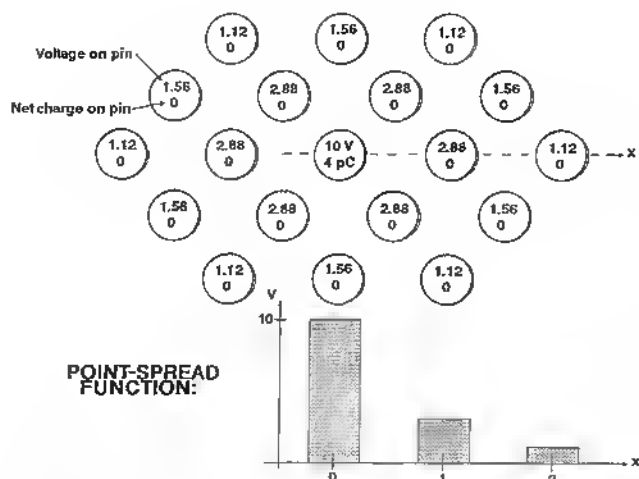 1.12 1.56 1.12
0 0 0
Voltage on pin
1.56 2.88 2.88 1.56
0 0 0 0
Net charge on pin
1.12 2.88 10 V 2.88 1.12 x
0 0 4 pC 0 0
1.56 2.88 2.88 1.56
0 0 0 0
1.12 1.56 1.12
0 0 0
V
10
POINT-SPREAD
FUNCTION:
x
0 1 2